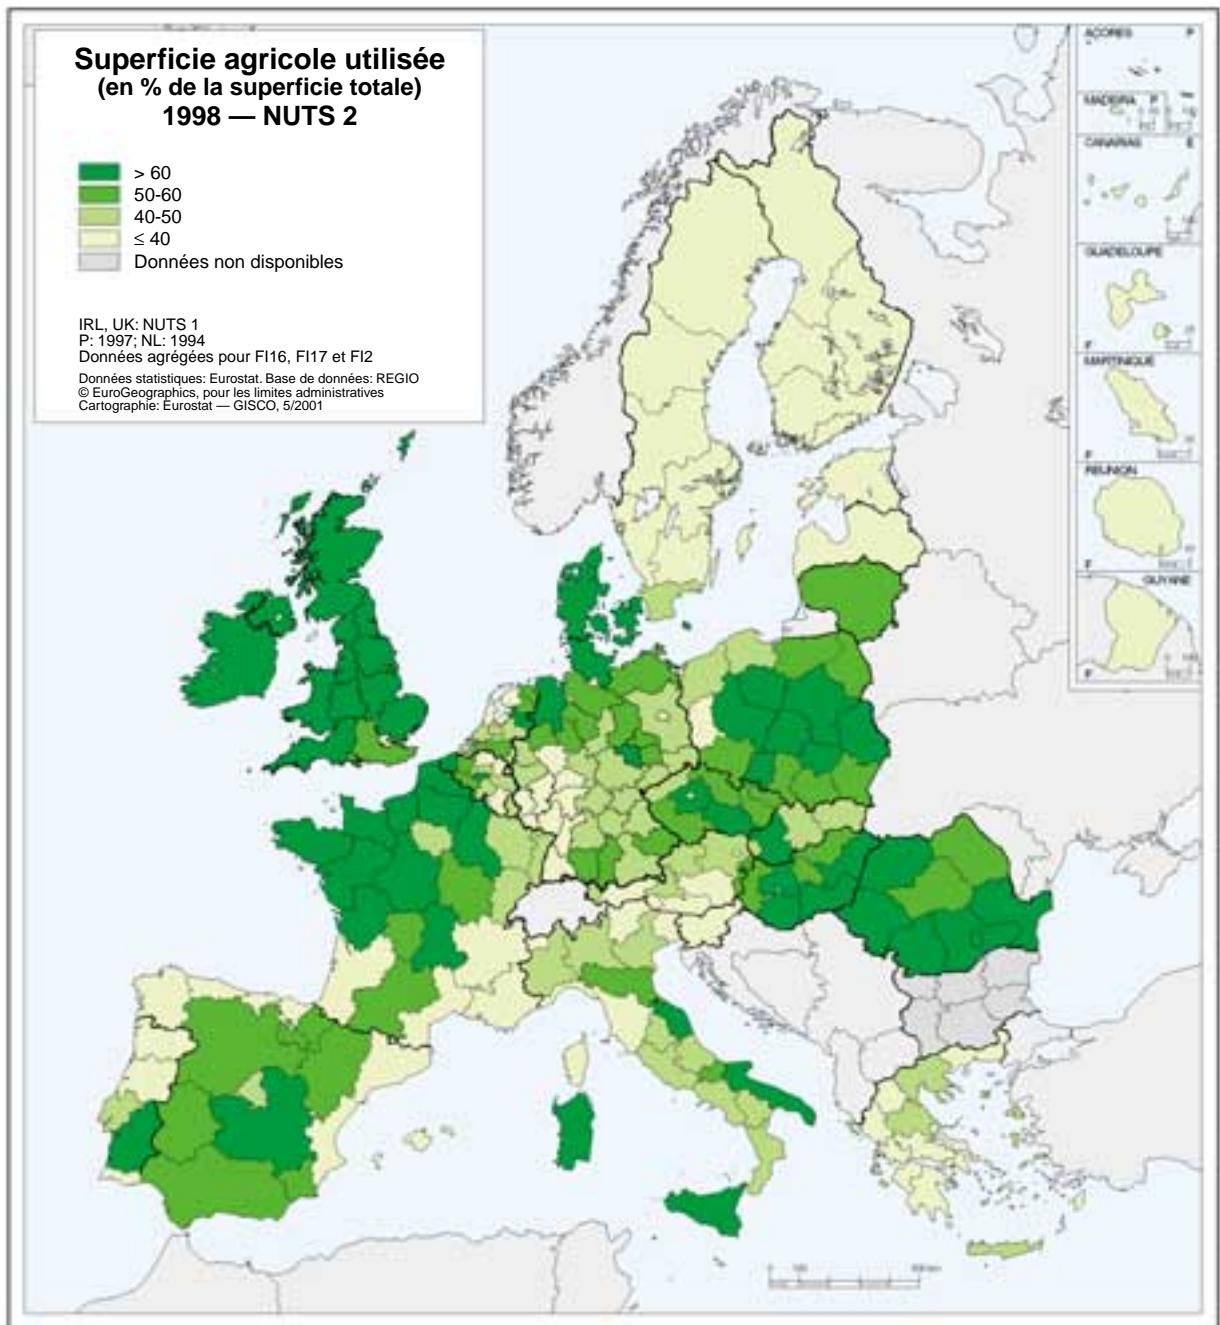 Superficie agricole utilisée
(en % de la superficie totale)
1998 — NUTS 2
> 60
50-60
40-50
≤ 40
Données non disponibles
IRL, UK: NUTS 1
P: 1997; NL: 1994
Données agrégées pour FI16, FI17 et FI2
Données statistiques: Eurostat. Base de données: REGIO
© EuroGeographics, pour les limites administratives
Cartographie: Eurostat — GISCO, 5/2001
AÇORES P
MADEIRA P
CANARIAS E
GUADELOUPE
F
MARTINIQUE
F
REUNION
F
GUYANE
F